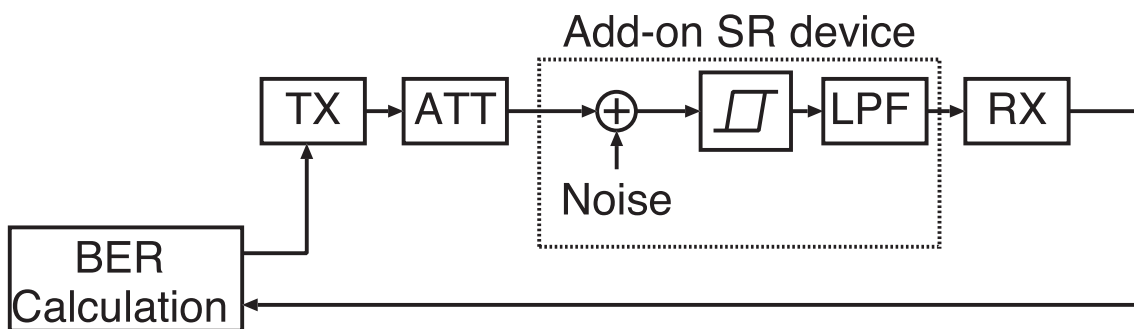 Add-on SR device
TX
ATT
LPF
RX
Noise
BER
Calculation